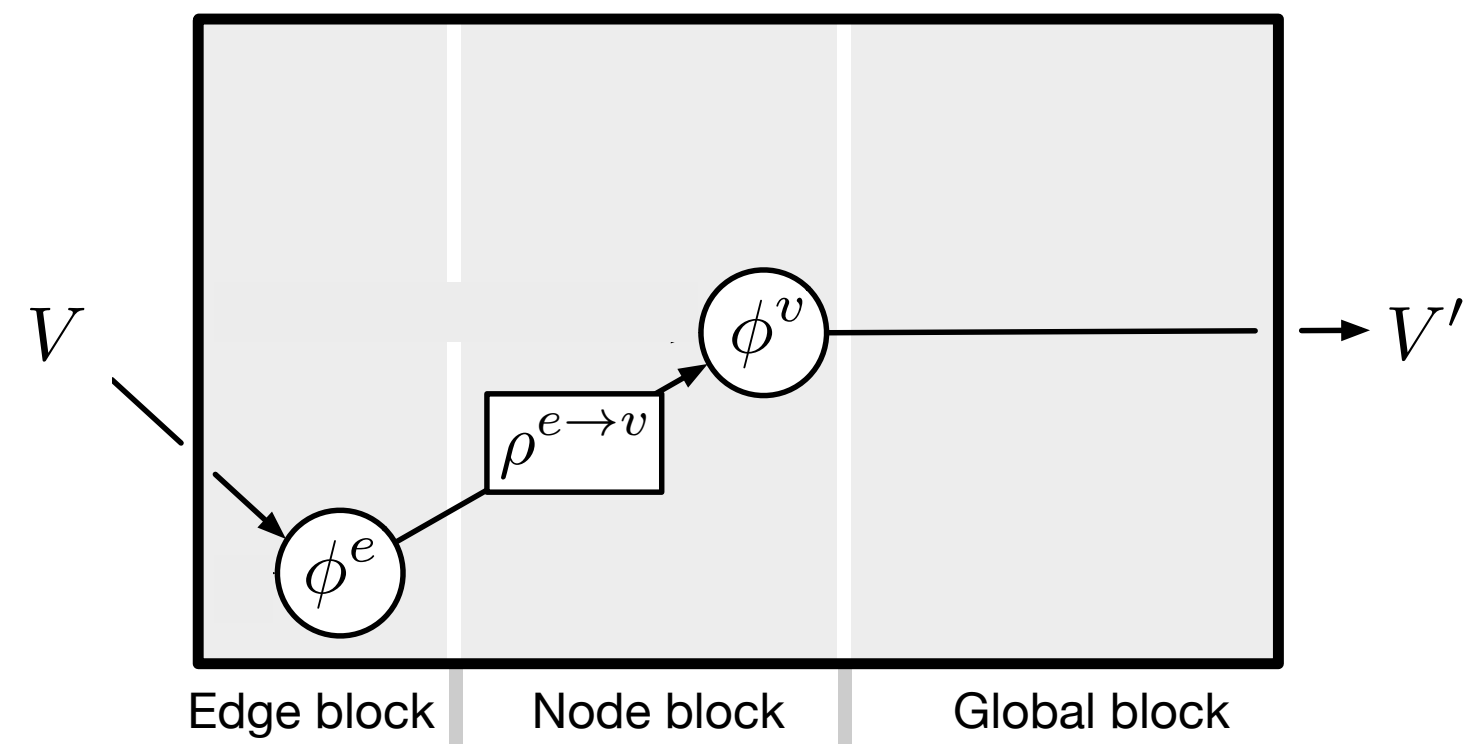 V
ϕ^v
V′
ρ^{e→v}
ϕ^e
Edge block
Node block
Global block